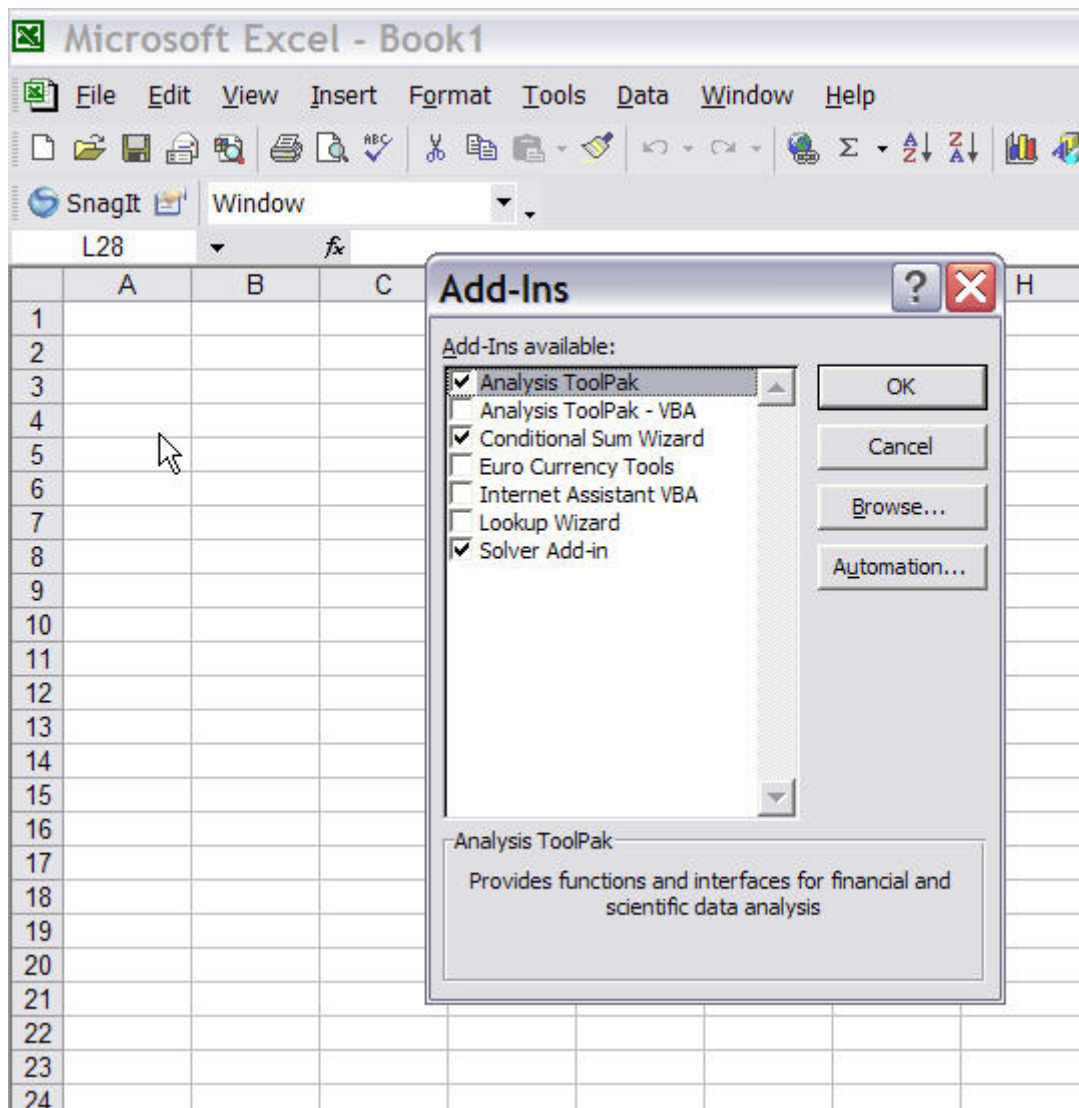 Microsoft Excel - Book1
File Edit View Insert Format Tools Data Window Help
ABC Σ A Z Z A
SnagIt Window
L28 fx
A B C H
Add-Ins ?
Add-Ins available:
Analysis ToolPak
Analysis ToolPak - VBA
Conditional Sum Wizard
Euro Currency Tools
Internet Assistant VBA
Lookup Wizard
Solver Add-in
OK
Cancel
Browse...
Automation...
Analysis ToolPak
Provides functions and interfaces for financial and
scientific data analysis
1
2
3
4
5
6
7
8
9
10
11
12
13
14
15
16
17
18
19
20
21
22
23
24